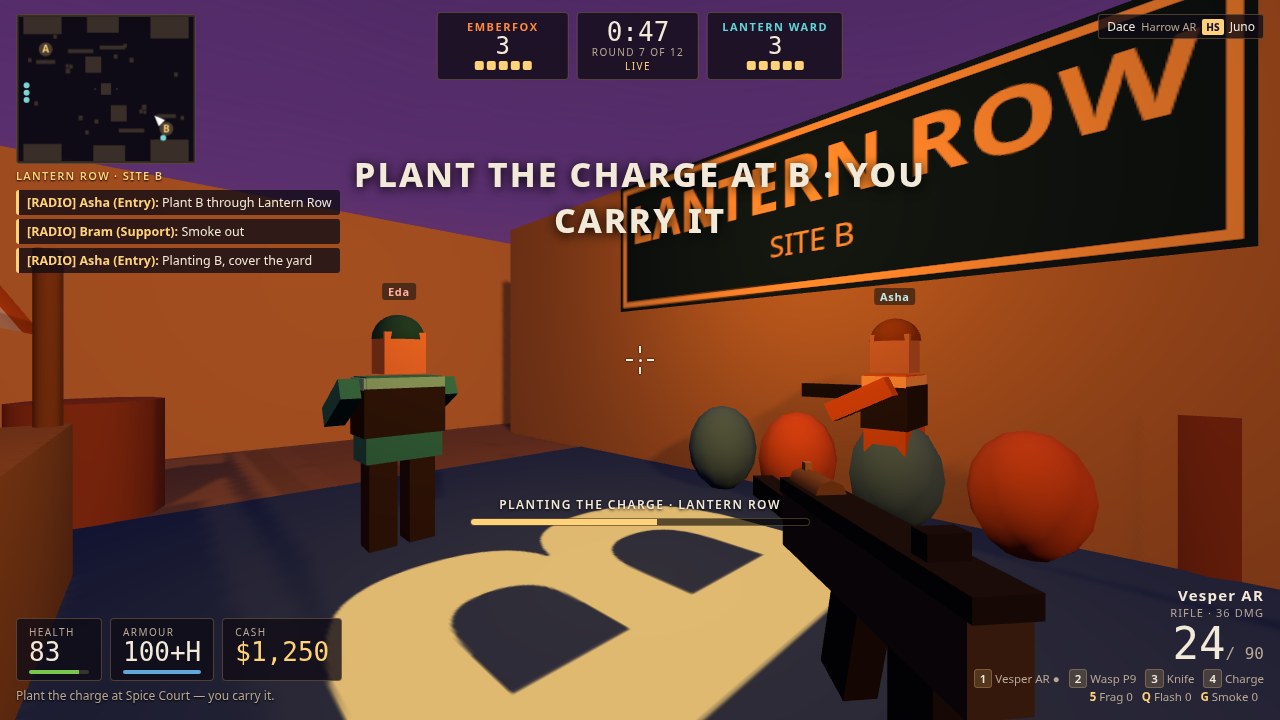 A
B
EMBERFOX
3
0:47
ROUND 7 OF 12
LIVE
LANTERN WARD
3
Dace Harrow AR HS Juno
LANTERN ROW · SITE B
[RADIO] Asha (Entry): Plant B through Lantern Row
[RADIO] Bram (Support): Smoke out
[RADIO] Asha (Entry): Planting B, cover the yard
PLANT THE CHARGE AT B · YOU
CARRY IT
LANTERN ROW
SITE B
Eda
Asha
PLANTING THE CHARGE · LANTERN ROW
B
HEALTH
83
ARMOUR
100+H
CASH
$1,250
Plant the charge at Spice Court — you carry it.
Vesper AR
RIFLE · 36 DMG
24 / 90
1 Vesper AR ● 2 Wasp P9 3 Knife 4 Charge
5 Frag 0 Q Flash 0 G Smoke 0